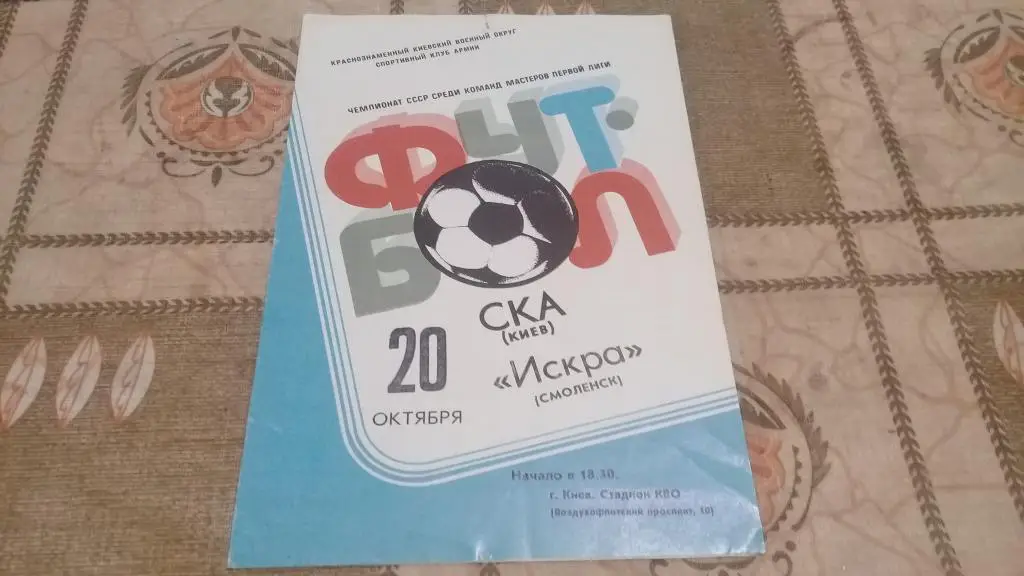 КРАСНОЗНАМЕННЫЙ КИЕВСКИЙ ВОЕННЫЙ ОКРУГ
СПОРТИВНЫЙ КЛУБ АРМИИ
ЧЕМПИОНАТ СССР СРЕДИ КОМАНД МАСТЕРОВ ПЕРВОЙ ЛИГИ
ФУТ·
БОЛ
СКА
(КИЕВ)
«Искра»
(СМОЛЕНСК)
20
ОКТЯБРЯ
Начало в 18.30.
г. Киев. Стадион КВО
(Воздухофлотский проспект, 10)